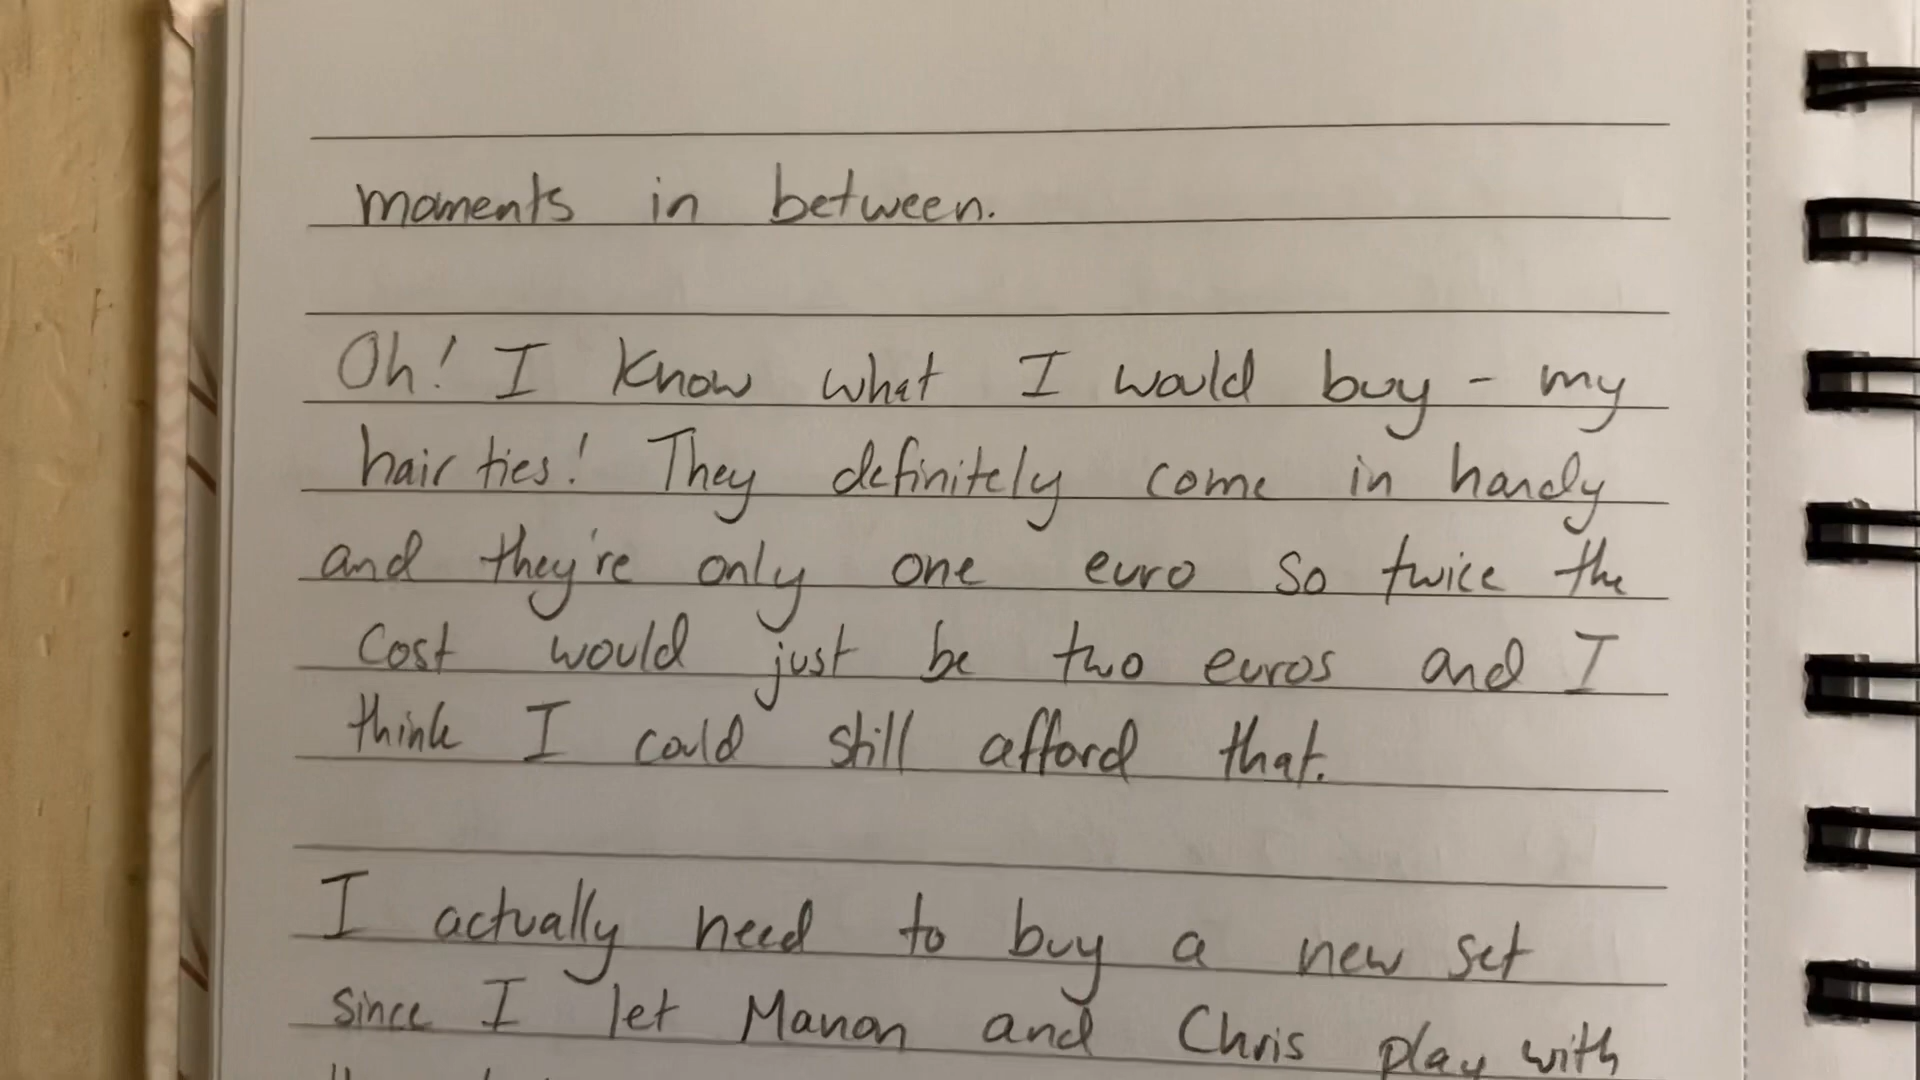 moments in between.
Oh! I know what I would buy - my
hair ties! They definitely come in handy
and they're only one euro so twice the
cost would just be two euros and I
think I could still afford that.
I actually need to buy a new set
since I let Manon and Chris play with